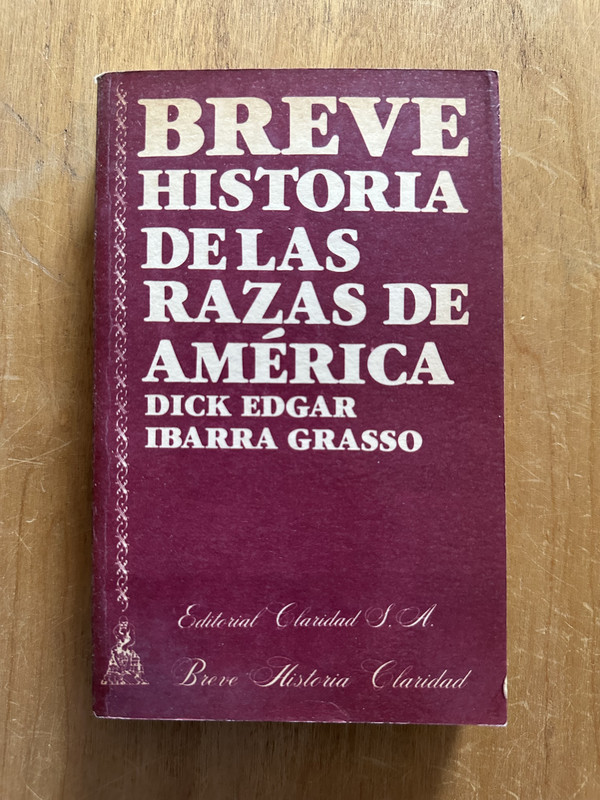 BREVE
HISTORIA
DE LAS
RAZAS DE
AMÉRICA
DICK EDGAR
IBARRA GRASSO
Editorial Claridad S. A.
Breve Historia Claridad